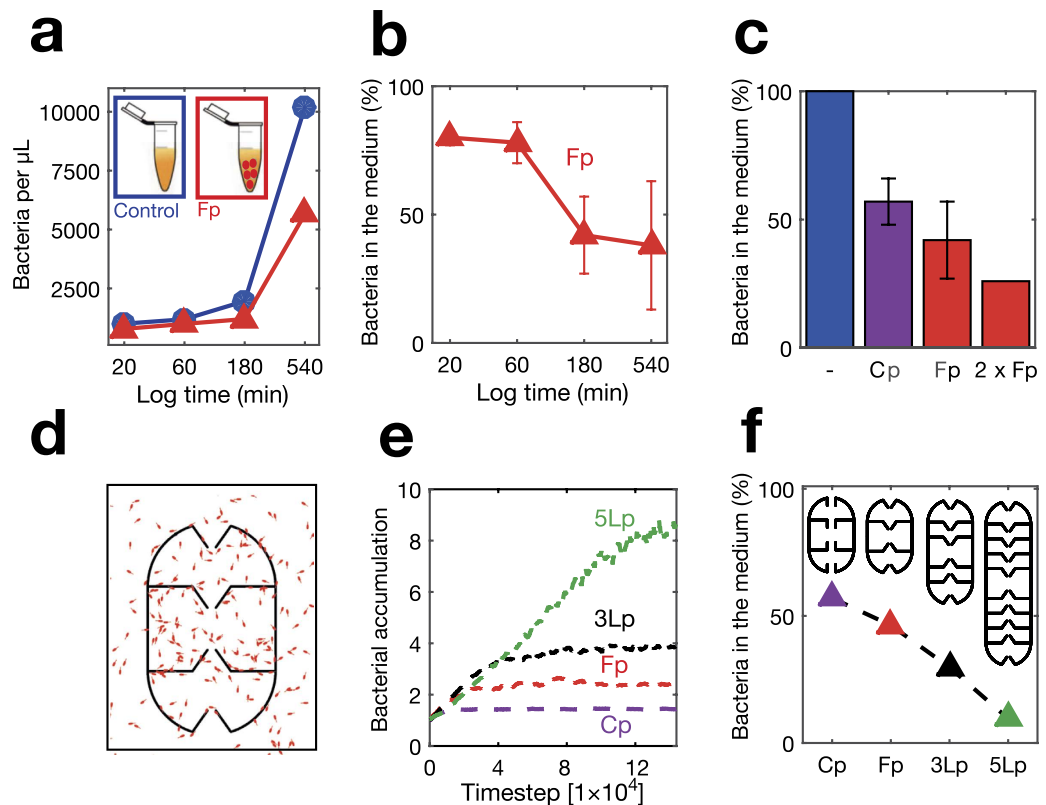 a
10000
7500
5000
2500
Bacteria per μL
Control
Fp
20 60 180 540
Log time (min)
b
100
50
0
Bacteria in the medium (%)
Fp
20 60 180 540
Log time (min)
c
100
50
0
Bacteria in the medium (%)
- Cp Fp 2 x Fp
d
e
10
8
6
4
2
0
Bacterial accumulation
5Lp
3Lp
Fp
Cp
0 4 8 12
Timestep [1×10⁴]
f
100
50
0
Bacteria in the medium (%)
Cp Fp 3Lp 5Lp